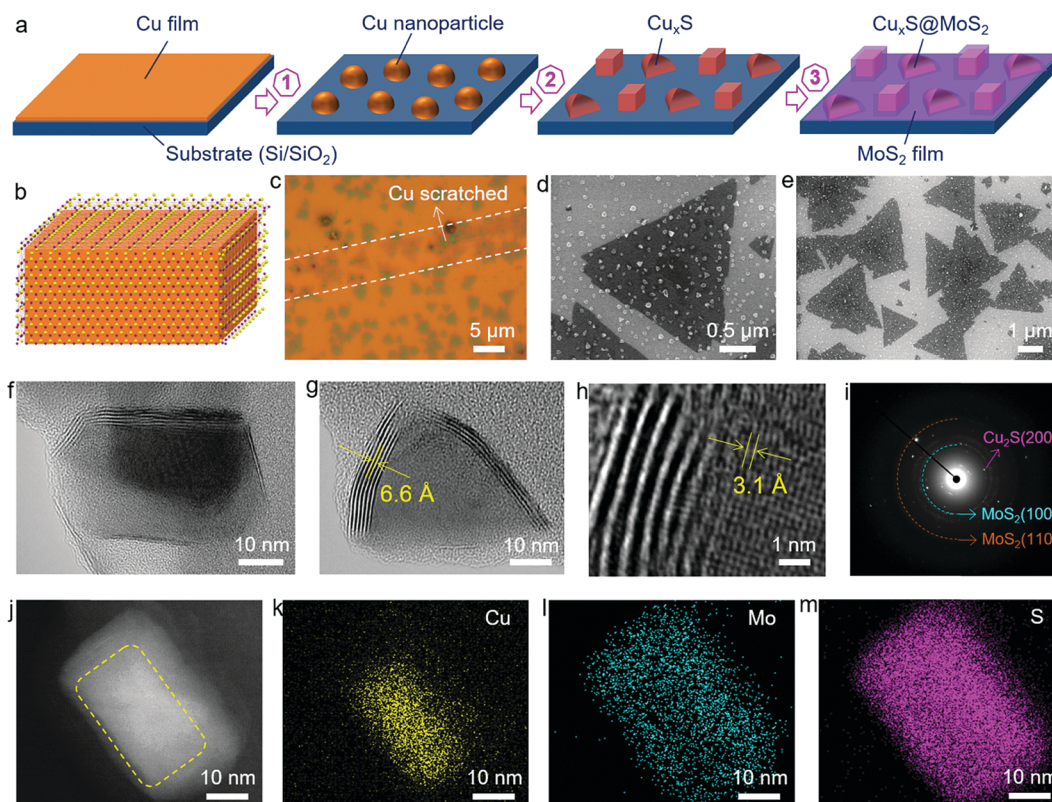 a
Cu film
Cu nanoparticle
CuₓS
CuₓS@MoS₂
1
2
3
Substrate (Si/SiO₂)
MoS₂ film
b
c
Cu scratched
5 μm
d
0.5 μm
e
1 μm
f
10 nm
g
6.6 Å
10 nm
h
3.1 Å
1 nm
i
Cu₂S(200)
MoS₂(100)
MoS₂(110)
j
10 nm
k
Cu
10 nm
l
Mo
10 nm
m
S
10 nm